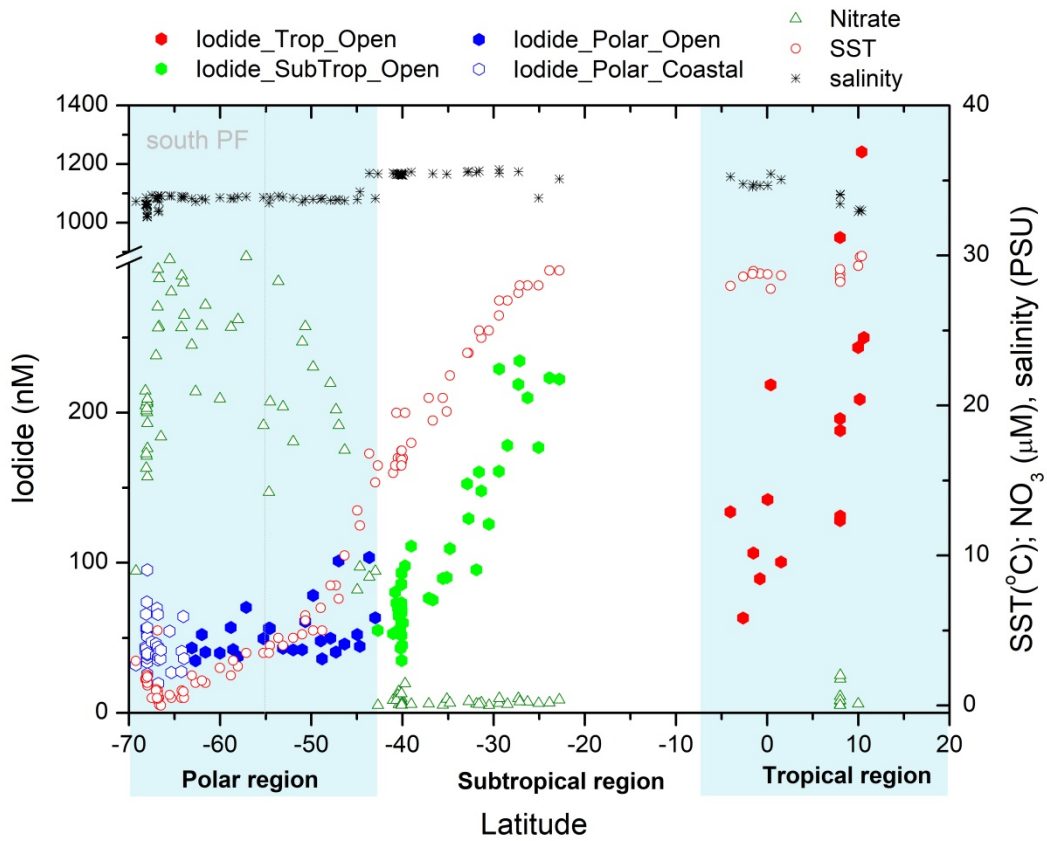 Iodide_Trop_Open
Iodide_SubTrop_Open
Iodide_Polar_Open
Iodide_Polar_Coastal
Nitrate
SST
salinity
south PF
1400
1200
1000
200
100
0
Iodide (nM)
40
30
20
10
0
SST(°C); NO₃ (µM), salinity (PSU)
-70 -60 -50 -40 -30 -20 -10 0 10 20
Polar region Subtropical region Tropical region
Latitude